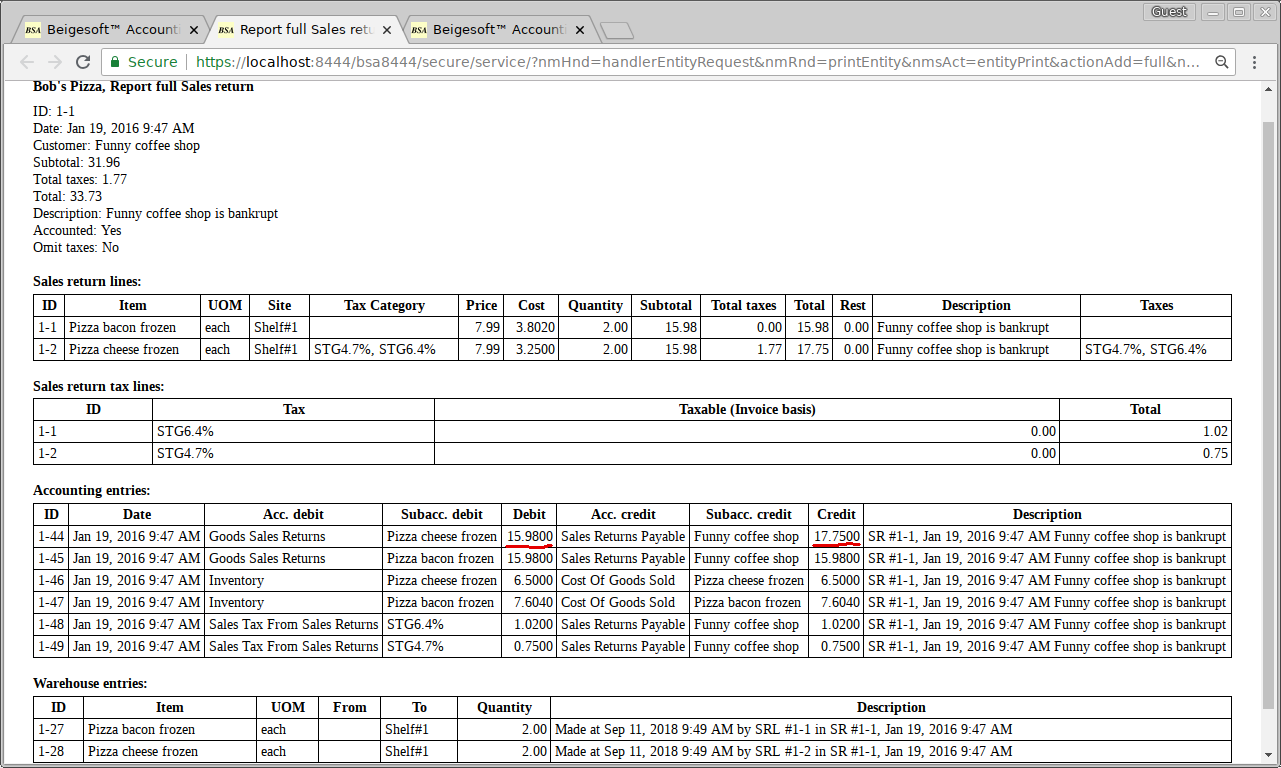 Guest
BSA Beigesoft™ Account
BSA Report full Sales retu
BSA Beigesoft™ Account
Secure https://localhost:8444/bsa8444/secure/service/?nmHnd=handlerEntityRequest&nmRnd=printEntity&nmsAct=entityPrint&actionAdd=full&n...
Bob's Pizza, Report full Sales return
ID: 1-1
Date: Jan 19, 2016 9:47 AM
Customer: Funny coffee shop
Subtotal: 31.96
Total taxes: 1.77
Total: 33.73
Description: Funny coffee shop is bankrupt
Accounted: Yes
Omit taxes: No
Sales return lines:
ID Item UOM Site Tax Category Price Cost Quantity Subtotal Total taxes Total Rest Description Taxes
1-1 Pizza bacon frozen each Shelf#1 7.99 3.8020 2.00 15.98 0.00 15.98 0.00 Funny coffee shop is bankrupt
1-2 Pizza cheese frozen each Shelf#1 STG4.7%, STG6.4% 7.99 3.2500 2.00 15.98 1.77 17.75 0.00 Funny coffee shop is bankrupt STG4.7%, STG6.4%
Sales return tax lines:
ID Tax Taxable (Invoice basis) Total
1-1 STG6.4% 0.00 1.02
1-2 STG4.7% 0.00 0.75
Accounting entries:
ID Date Acc. debit Subacc. debit Debit Acc. credit Subacc. credit Credit Description
1-44 Jan 19, 2016 9:47 AM Goods Sales Returns Pizza cheese frozen 15.9800 Sales Returns Payable Funny coffee shop 17.7500 SR #1-1, Jan 19, 2016 9:47 AM Funny coffee shop is bankrupt
1-45 Jan 19, 2016 9:47 AM Goods Sales Returns Pizza bacon frozen 15.9800 Sales Returns Payable Funny coffee shop 15.9800 SR #1-1, Jan 19, 2016 9:47 AM Funny coffee shop is bankrupt
1-46 Jan 19, 2016 9:47 AM Inventory Pizza cheese frozen 6.5000 Cost Of Goods Sold Pizza cheese frozen 6.5000 SR #1-1, Jan 19, 2016 9:47 AM Funny coffee shop is bankrupt
1-47 Jan 19, 2016 9:47 AM Inventory Pizza bacon frozen 7.6040 Cost Of Goods Sold Pizza bacon frozen 7.6040 SR #1-1, Jan 19, 2016 9:47 AM Funny coffee shop is bankrupt
1-48 Jan 19, 2016 9:47 AM Sales Tax From Sales Returns STG6.4% 1.0200 Sales Returns Payable Funny coffee shop 1.0200 SR #1-1, Jan 19, 2016 9:47 AM Funny coffee shop is bankrupt
1-49 Jan 19, 2016 9:47 AM Sales Tax From Sales Returns STG4.7% 0.7500 Sales Returns Payable Funny coffee shop 0.7500 SR #1-1, Jan 19, 2016 9:47 AM Funny coffee shop is bankrupt
Warehouse entries:
ID Item UOM From To Quantity Description
1-27 Pizza bacon frozen each Shelf#1 2.00 Made at Sep 11, 2018 9:49 AM by SRL #1-1 in SR #1-1, Jan 19, 2016 9:47 AM
1-28 Pizza cheese frozen each Shelf#1 2.00 Made at Sep 11, 2018 9:49 AM by SRL #1-2 in SR #1-1, Jan 19, 2016 9:47 AM